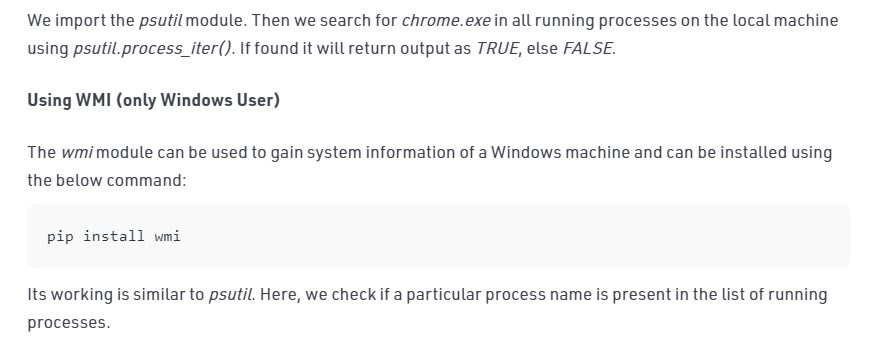 We import the psutil module. Then we search for chrome.exe in all running processes on the local machine
using psutil.process_iter(). If found it will return output as TRUE, else FALSE.
Using WMI (only Windows User)
The wmi module can be used to gain system information of a Windows machine and can be installed using
the below command:
pip install wmi
Its working is similar to psutil. Here, we check if a particular process name is present in the list of running
processes.